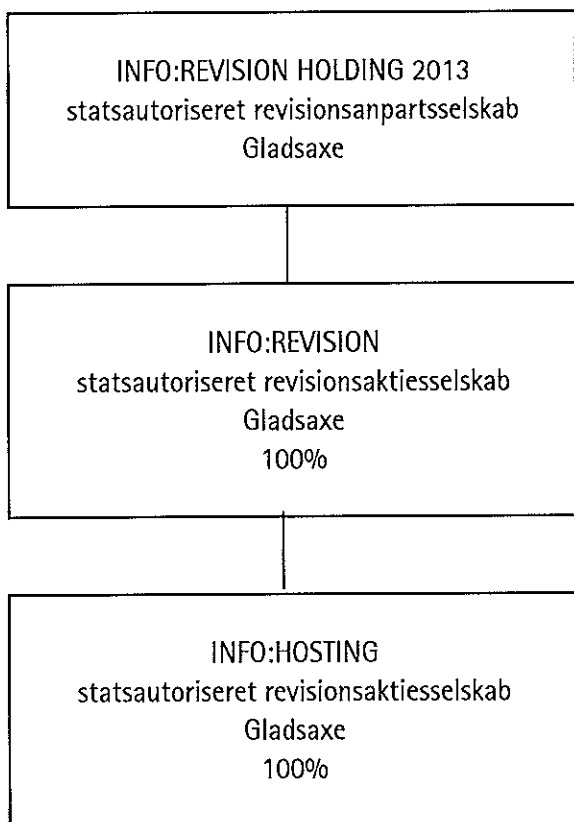 INFO:REVISION HOLDING 2013
statsautoriseret revisionsanpartsselskab
Gladsaxe
INFO:REVISION
statsautoriseret revisionsaktiesselskab
Gladsaxe
100%
INFO:HOSTING
statsautoriseret revisionsaktiesselskab
Gladsaxe
100%